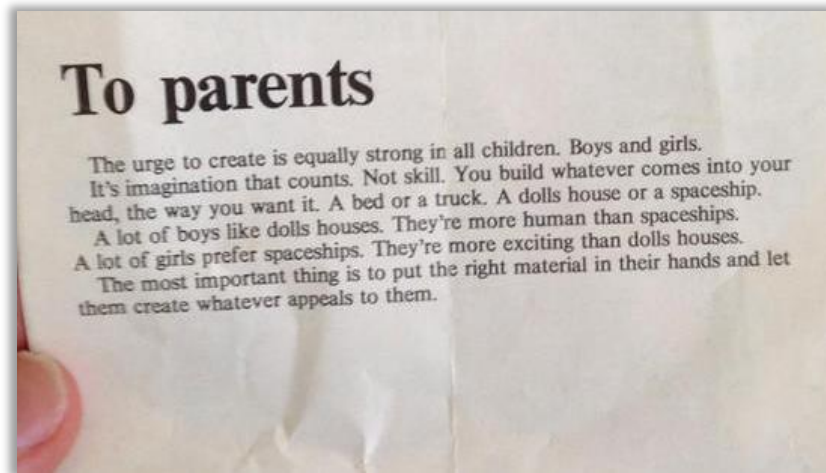 To parents
The urge to create is equally strong in all children. Boys and girls.
It's imagination that counts. Not skill. You build whatever comes into your
head, the way you want it. A bed or a truck. A dolls house or a spaceship.
A lot of boys like dolls houses. They're more human than spaceships.
A lot of girls prefer spaceships. They're more exciting than dolls houses.
The most important thing is to put the right material in their hands and let
them create whatever appeals to them.